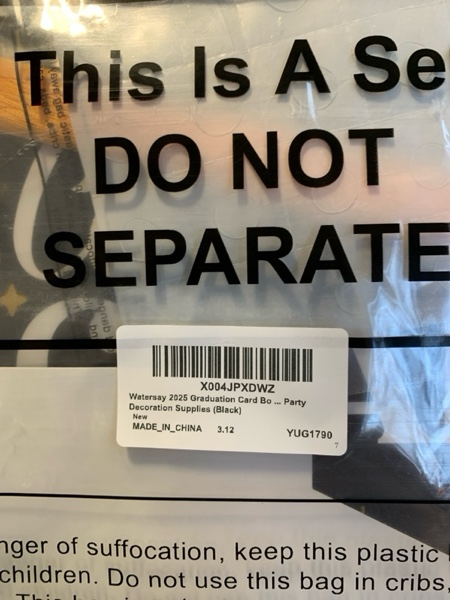 This Is A Se
DO NOT
SEPARATE
X004JPXDWZ
Watersay 2025 Graduation Card Bo ... Party
Decoration Supplies (Black)
New
MADE_IN_CHINA 3.12 YUG1790
7
nger of suffocation, keep this plastic
children. Do not use this bag in cribs,